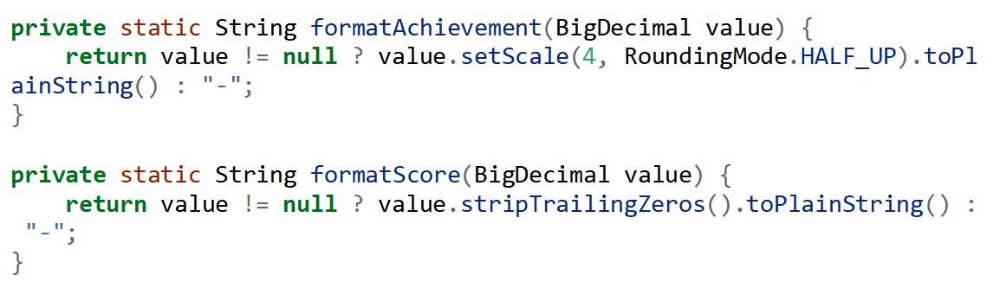 private static String formatAchievement(BigDecimal value) {
    return value != null ? value.setScale(4, RoundingMode.HALF_UP).toPl
ainString() : "-";
}

private static String formatScore(BigDecimal value) {
    return value != null ? value.stripTrailingZeros().toPlainString() :
 "-";
}